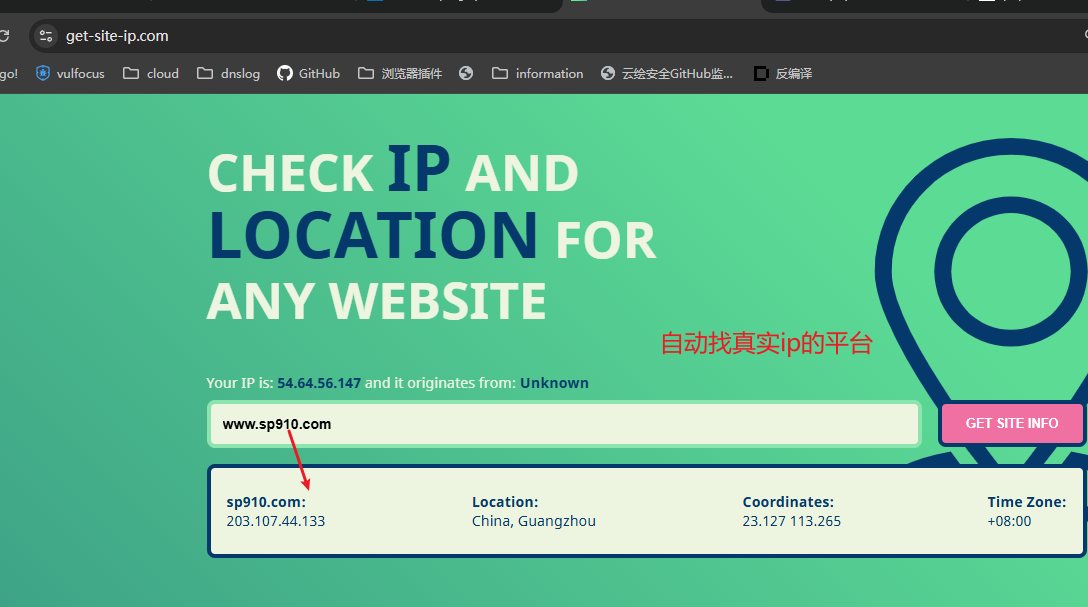 get-site-ip.com
go! vulfocus cloud dnslog GitHub 浏览器插件 information 云绘安全GitHub监... 反编译
CHECK IP AND
LOCATION FOR
ANY WEBSITE
自动找真实ip的平台
Your IP is: 54.64.56.147 and it originates from: Unknown
www.sp910.com GET SITE INFO
sp910.com: Location: Coordinates: Time Zone:
203.107.44.133 China, Guangzhou 23.127 113.265 +08:00